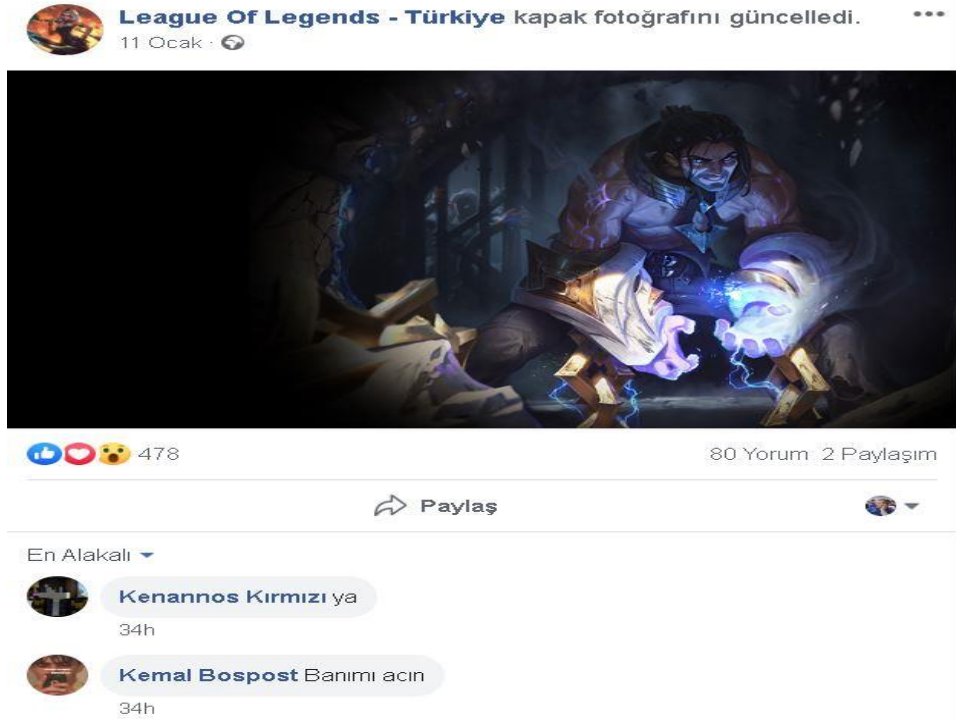 League Of Legends - Türkiye kapak fotoğrafını güncelledi.
11 Ocak ·
478
80 Yorum 2 Paylaşım
Paylaş
En Alakalı
Kenannos Kırmızı ya
34h
Kemal Bospost Banımı acın
34h